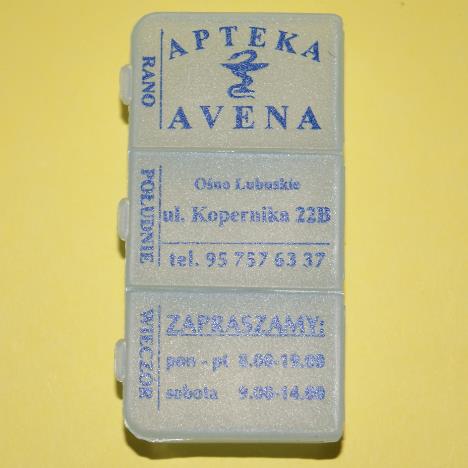 RANO
APTEKA
AVENA
POŁUDNIE
Ośno Lubuskie
ul. Kopernika 22B
tel. 95 757 63 37
WIECZÓR
ZAPRASZAMY:
pon - pt 8.00-19.00
sobota 9.00-14.00